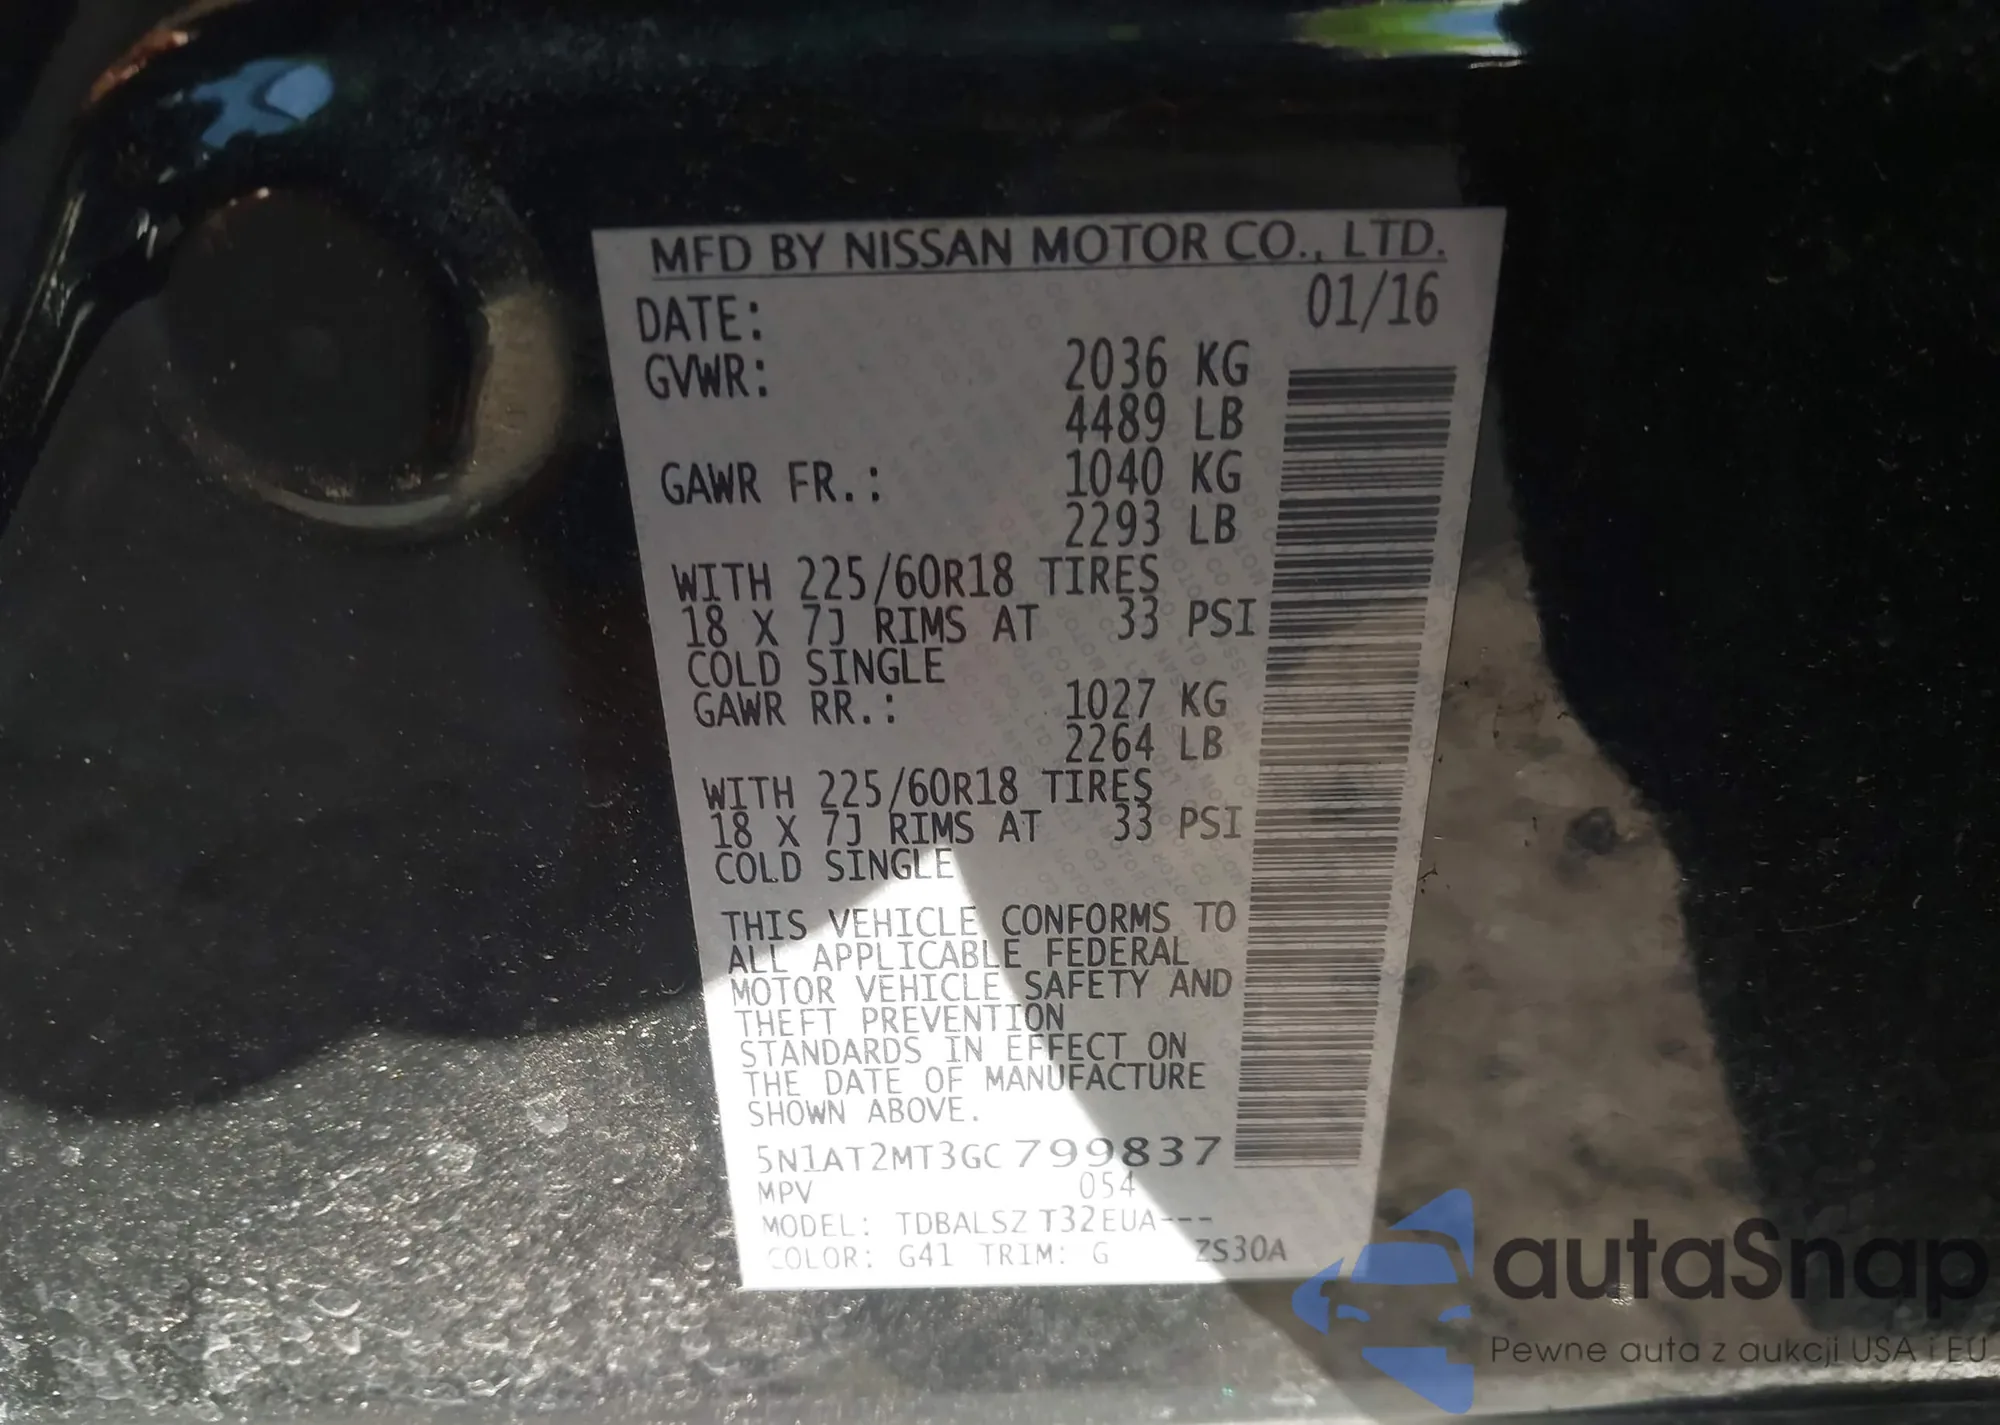 MFD BY NISSAN MOTOR CO., LTD.
DATE: 01/16
GVWR: 2036 KG
4489 LB
GAWR FR.: 1040 KG
2293 LB
WITH 225/60R18 TIRES
18 X 7J RIMS AT 33 PSI
COLD SINGLE
GAWR RR.: 1027 KG
2264 LB
WITH 225/60R18 TIRES
18 X 7J RIMS AT 33 PSI
COLD SINGLE
THIS VEHICLE CONFORMS TO
ALL APPLICABLE FEDERAL
MOTOR VEHICLE SAFETY AND
THEFT PREVENTION
STANDARDS IN EFFECT ON
THE DATE OF MANUFACTURE
SHOWN ABOVE.
5N1AT2MT3GC799837
MPV 054
MODEL: TDBALSZ T32EUA---
COLOR: G41 TRIM: G ZS30A
autaSnap
Pewne auta z aukcji USA i EU